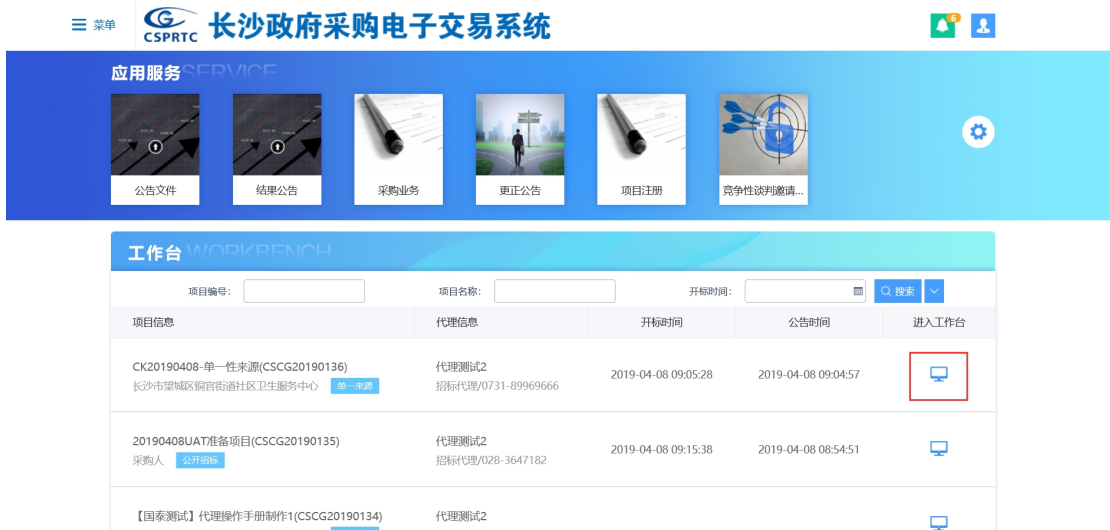 菜单
CSPRTC
长沙政府采购电子交易系统
6
应用服务SERVICE
公告文件
结果公告
采购业务
更正公告
项目注册
竞争性谈判邀请...
工作台 WORKBENCH
项目编号: 项目名称: 开标时间: 搜索
项目信息 代理信息 开标时间 公告时间 进入工作台
CK20190408-单一性来源(CSCG20190136) 代理测试2
2019-04-08 09:05:28 2019-04-08 09:04:57
长沙市望城区铜官街道社区卫生服务中心 单一来源 招标代理/0731-89969666
20190408UAT准备项目(CSCG20190135) 代理测试2
2019-04-08 09:15:38 2019-04-08 08:54:51
采购人 公开招标 招标代理/028-3647182
【国泰测试】代理操作手册制作1(CSCG20190134) 代理测试2